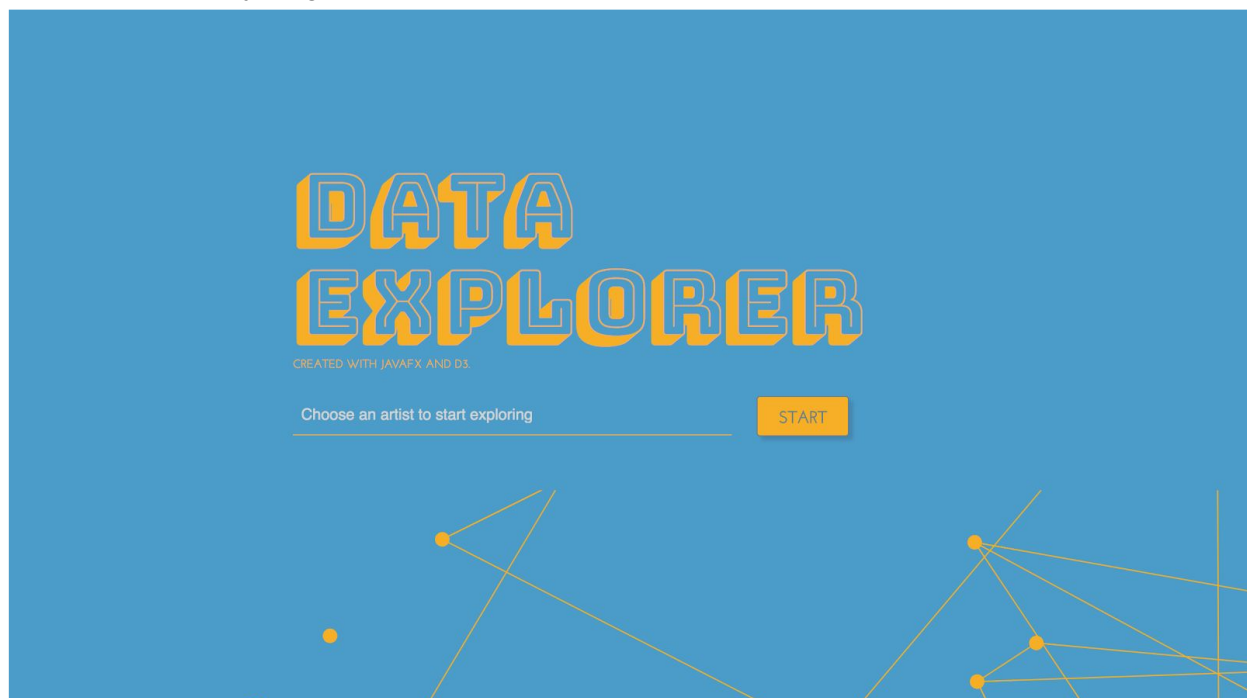 DATA
EXPLORER
CREATED WITH JAVAFX AND D3.
Choose an artist to start exploring
START